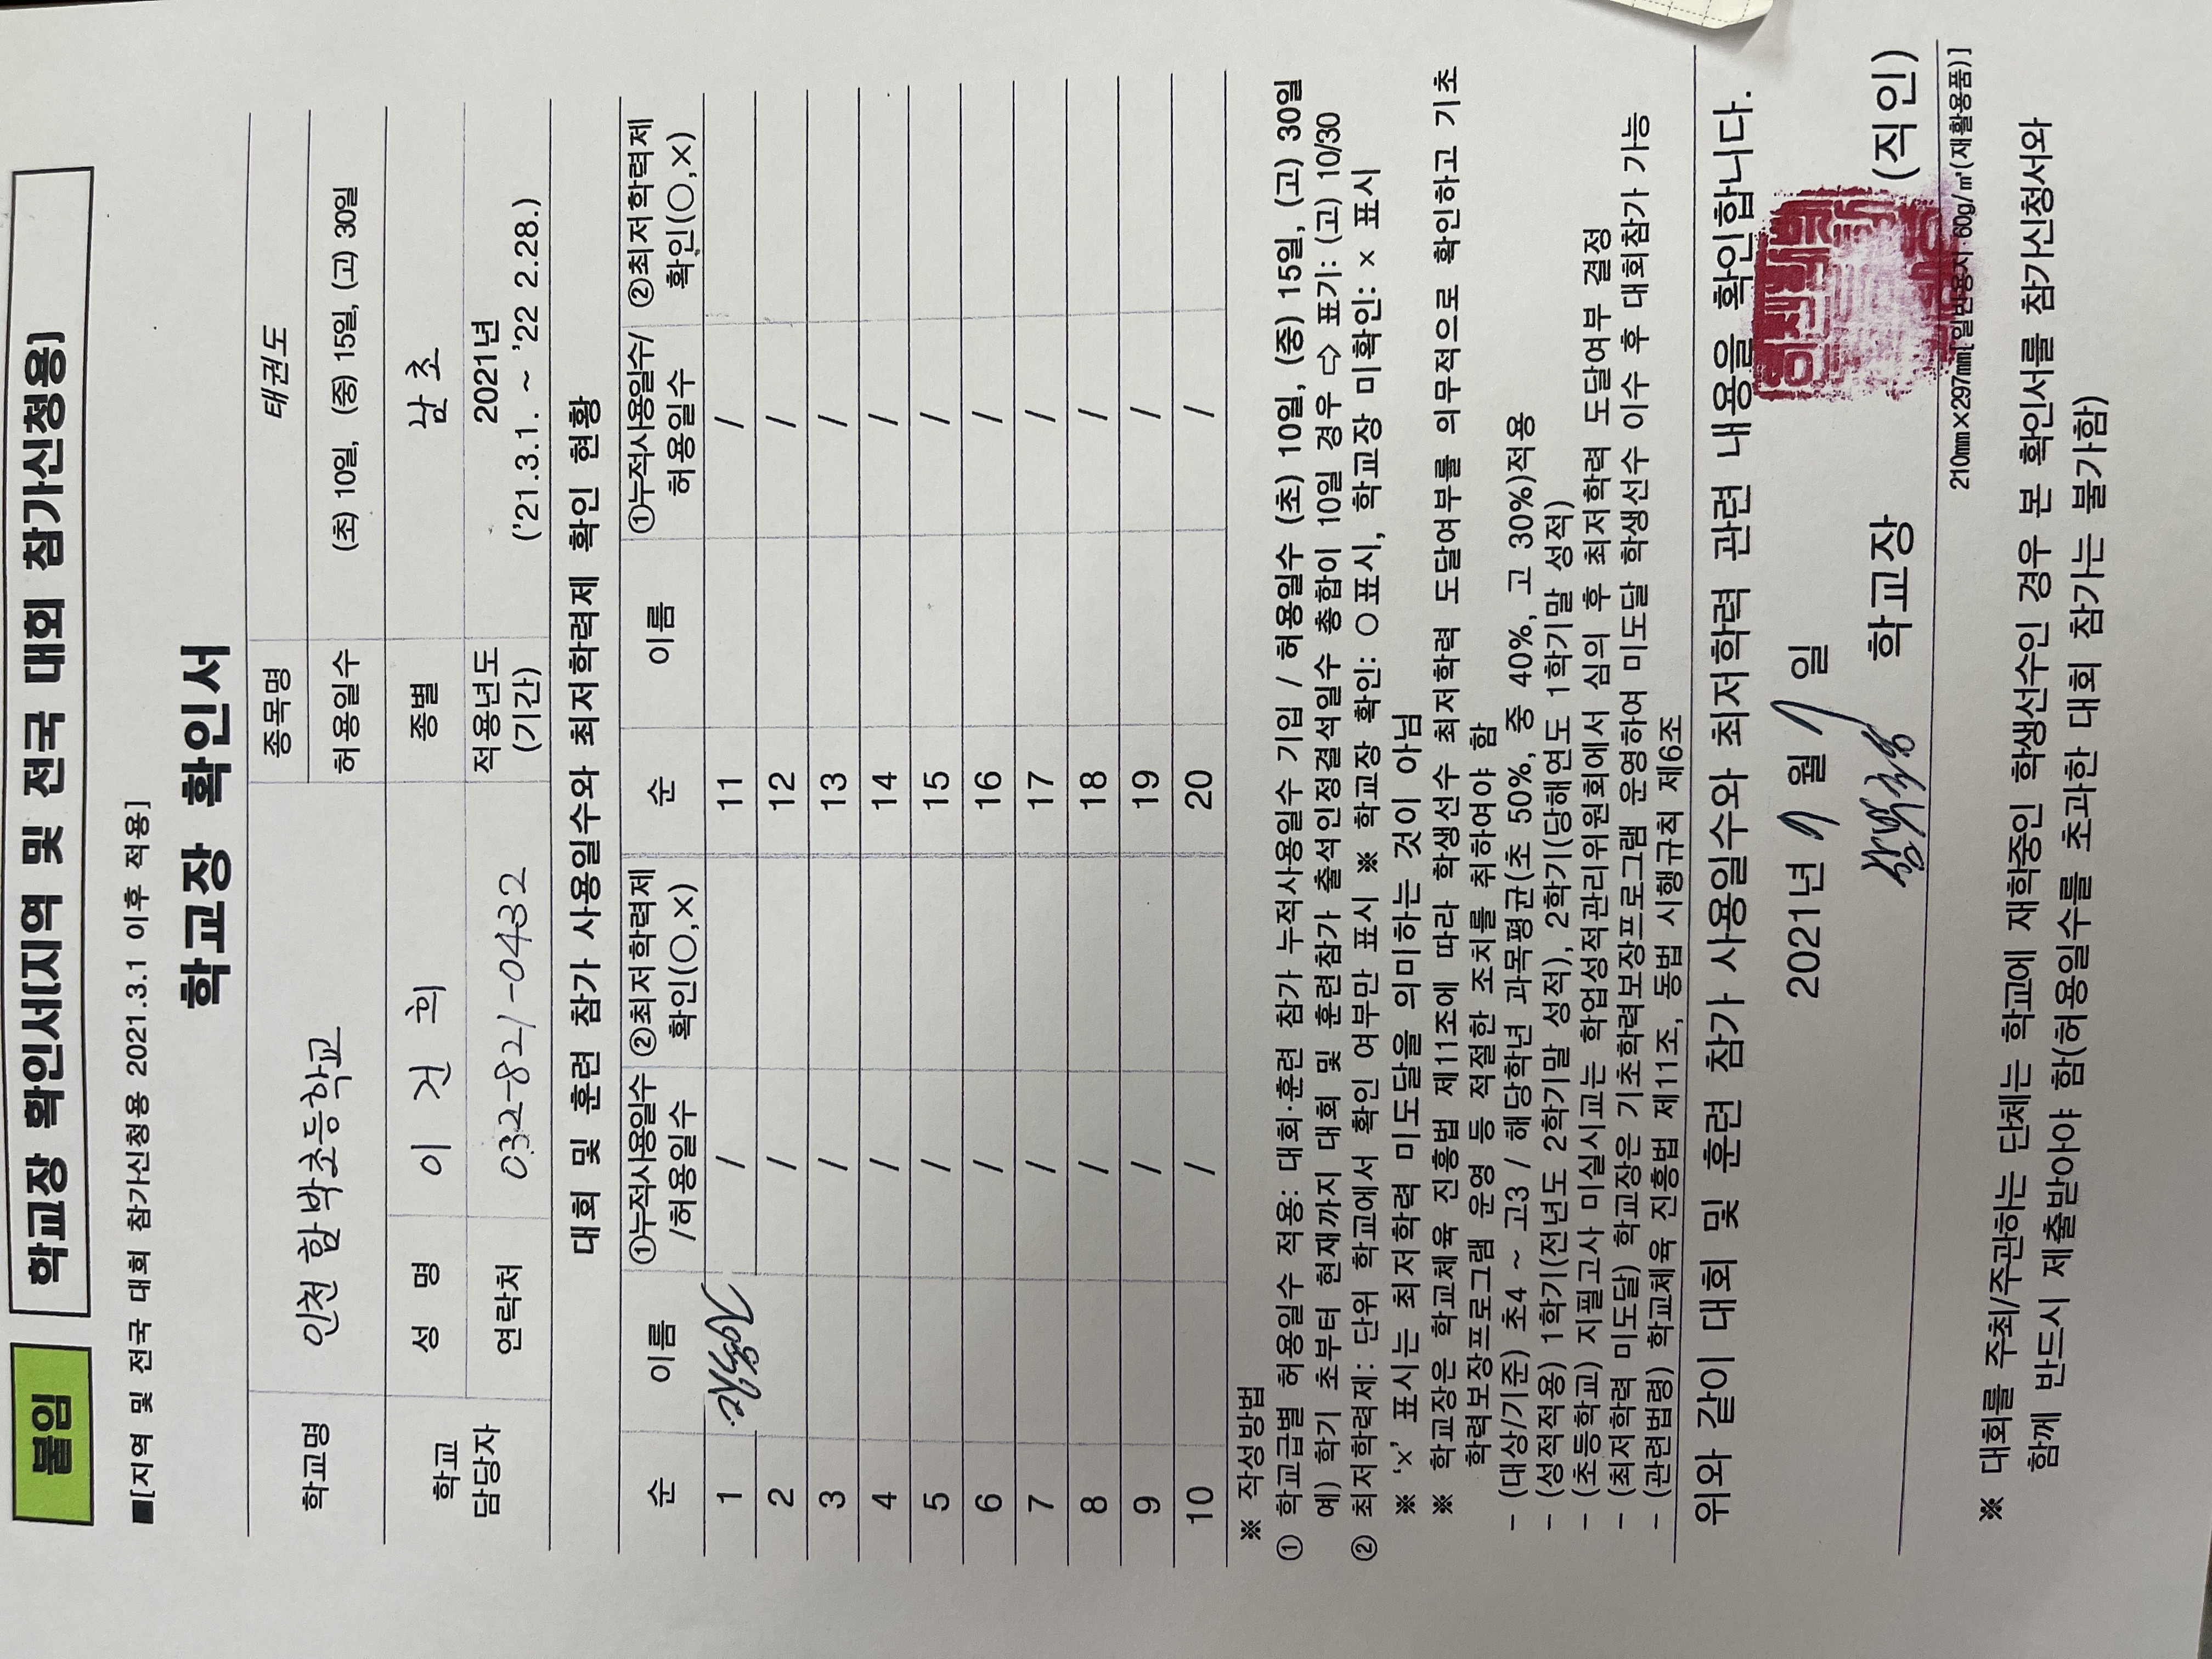 붙임
학교장 확인서(지역 및 전국 대회 참가신청용)
■[지역 및 전국 대회 참가신청용 2021.3.1 이후 적용]
학교장 확인서
학교명 인천함박초등학교 종목명 태권도
허용일수 (초) 10일, (중) 15일, (고) 30일
학교 담당자 성 명 이 건 희 종별 남초
연락처 032-821-0432 적용년도 (기간) 2021년 ('21.3.1. ~ '22 2.28.)
대회 및 훈련 참가 사용일수와 최저학력제 확인 현황
순 이름 ①누적사용일수/허용일수 ②최저학력제 확인(○,×) 순 이름 ①누적사용일수/허용일수 ②최저학력제 확인(○,×)
1 / 11 /
2 / 12 /
3 / 13 /
4 / 14 /
5 / 15 /
6 / 16 /
7 / 17 /
8 / 18 /
9 / 19 /
10 / 20 /
※ 작성방법
① 학교급별 허용일수 적용: 대회·훈련 참가 누적사용일수 기입 / 허용일수 (초) 10일, (중) 15일, (고) 30일
예) 학기 초부터 현재까지 대회 및 훈련참가 출석인정결석일수 총합이 10일 경우 ⇨ 표기: (고) 10/30
② 최저학력제: 단위 학교에서 확인 여부만 표시 ※ 학교장 확인: ○표시, 학교장 미확인: × 표시
※ '×' 표시는 최저학력 미도달을 의미하는 것이 아님
※ 학교장은 학교체육 진흥법 제11조에 따라 학생선수 최저학력 도달여부를 의무적으로 확인하고 기초
학력보장프로그램 운영 등 적절한 조치를 취하여야 함
- (대상/기준) 초4 ~ 고3 / 해당학년 과목평균(초 50%, 중 40%, 고 30%)적용
- (성적적용) 1학기(전년도 2학기말 성적), 2학기(당해연도 1학기말 성적)
- (초등학교) 지필고사 미실시교는 학업성적관리위원회에서 심의 후 최저학력 도달여부 결정
- (최저학력 미도달) 학교장은 기초학력보장프로그램 운영하여 미도달 학생선수 이수 후 대회참가 가능
- (관련법령) 학교체육 진흥법 제11조, 동법 시행규칙 제6조
위와 같이 대회 및 훈련 참가 사용일수와 최저학력 관련 내용을 확인합니다.
2021년 월 일
학교장 (직인)
210㎜×297㎜[일반용지 60g/㎡(재활용품)]
※ 대회를 주최/주관하는 단체는 학교에 재학중인 학생선수인 경우 본 확인서를 참가신청서와
함께 반드시 제출받아야 함(허용일수를 초과한 대회 참가는 불가함)